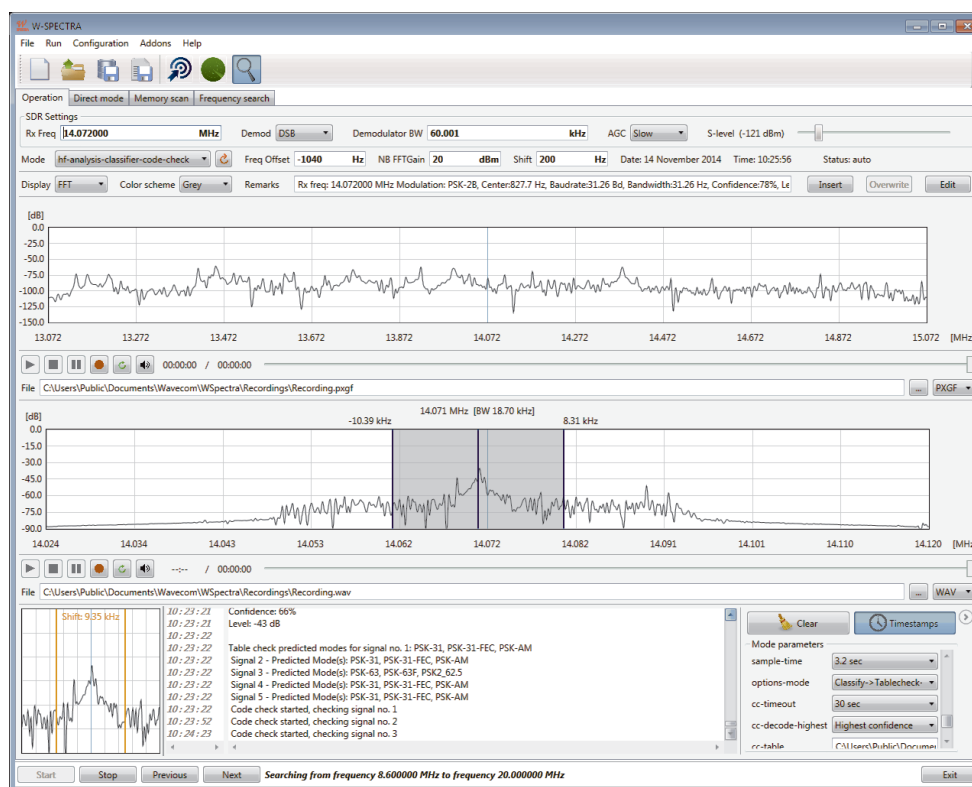 W-SPECTRA
File Run Configuration Addons Help
Operation Direct mode Memory scan Frequency search
SDR Settings
Rx Freq 14.072000 MHz Demod DSB Demodulator BW 60.001 kHz AGC Slow S-level (-121 dBm)
Mode hf-analysis-classifier-code-check Freq Offset -1040 Hz NB FFTGain 20 dBm Shift 200 Hz Date: 14 November 2014 Time: 10:25:56 Status: auto
Display FFT Color scheme Grey Remarks Rx freq: 14.072000 MHz Modulation: PSK-2B, Center:827.7 Hz, Baudrate:31.26 Bd, Bandwidth:31.26 Hz, Confidence:78%, Le Insert Overwrite Edit
[dB]
0.0
-25.0
-50.0
-75.0
-100.0
-125.0
-150.0
13.072 13.272 13.472 13.672 13.872 14.072 14.272 14.472 14.672 14.872 15.072 [MHz]
00:00:00 / 00:00:00
File C:\Users\Public\Documents\Wavecom\WSpectra\Recordings\Recording.pxgf ... PXGF
14.071 MHz [BW 18.70 kHz]
[dB] -10.39 kHz 8.31 kHz
0.0
-15.0
-30.0
-45.0
-60.0
-75.0
-90.0
14.024 14.034 14.043 14.053 14.062 14.072 14.082 14.091 14.101 14.110 14.120 [MHz
--:-- / 00:00:00
File C:\Users\Public\Documents\Wavecom\WSpectra\Recordings\Recording.wav ... WAV
Shift: 9.35 kHz
10:23:21 Confidence: 66%
10:23:21 Level: -43 dB
10:23:22
10:23:22 Table check predicted modes for signal no. 1: PSK-31, PSK-31-FEC, PSK-AM
10:23:22 Signal 2 - Predicted Mode(s): PSK-31, PSK-31-FEC, PSK-AM
10:23:22 Signal 3 - Predicted Mode(s): PSK-63, PSK-63F, PSK2_62.5
10:23:22 Signal 4 - Predicted Mode(s): PSK-31, PSK-31-FEC, PSK-AM
10:23:22 Signal 5 - Predicted Mode(s): PSK-31, PSK-31-FEC, PSK-AM
10:23:22 Code check started, checking signal no. 1
10:23:52 Code check started, checking signal no. 2
10:24:23 Code check started, checking signal no. 3
Clear Timestamps
Mode parameters
sample-time 3.2 sec
options-mode Classify->Tablecheck-
cc-timeout 30 sec
cc-decode-highest Highest confidence
cc-table C:\Users\Public\Documen
Start Stop Previous Next Searching from frequency 8.600000 MHz to frequency 20.000000 MHz Exit